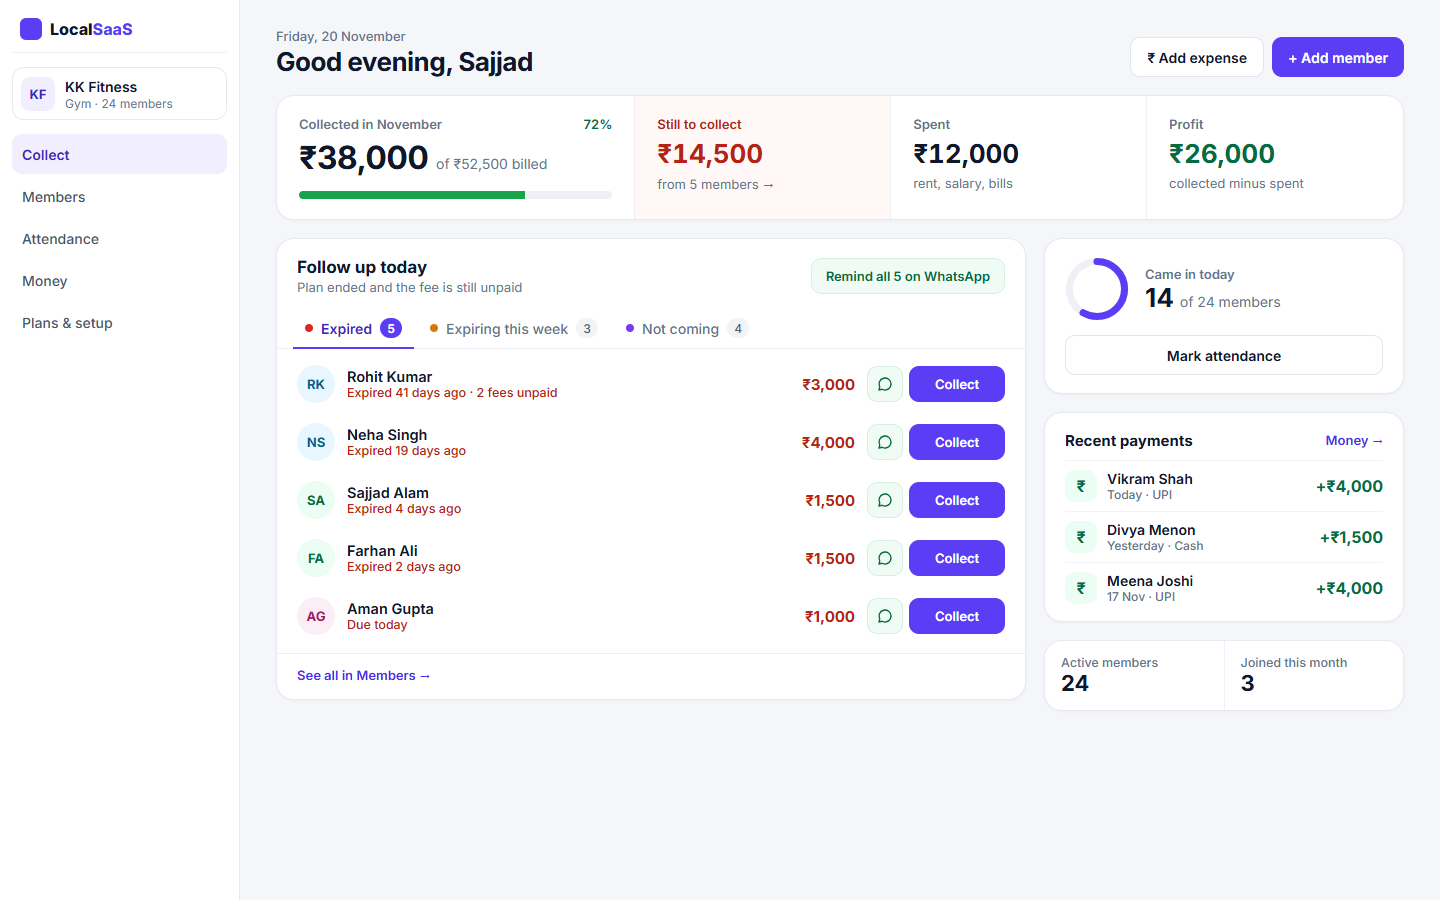 LocalSaaS
KF
KK Fitness
Gym · 24 members
Collect
Members
Attendance
Money
Plans & setup
Friday, 20 November
Good evening, Sajjad
₹ Add expense
+ Add member
Collected in November
72%
₹38,000 of ₹52,500 billed
Still to collect
₹14,500
from 5 members →
Spent
₹12,000
rent, salary, bills
Profit
₹26,000
collected minus spent
Follow up today
Plan ended and the fee is still unpaid
Remind all 5 on WhatsApp
Expired 5
Expiring this week 3
Not coming 4
RK
Rohit Kumar
Expired 41 days ago · 2 fees unpaid
₹3,000
Collect
NS
Neha Singh
Expired 19 days ago
₹4,000
Collect
SA
Sajjad Alam
Expired 4 days ago
₹1,500
Collect
FA
Farhan Ali
Expired 2 days ago
₹1,500
Collect
AG
Aman Gupta
Due today
₹1,000
Collect
See all in Members →
Came in today
14 of 24 members
Mark attendance
Recent payments
Money →
₹
Vikram Shah
Today · UPI
+₹4,000
₹
Divya Menon
Yesterday · Cash
+₹1,500
₹
Meena Joshi
17 Nov · UPI
+₹4,000
Active members
24
Joined this month
3